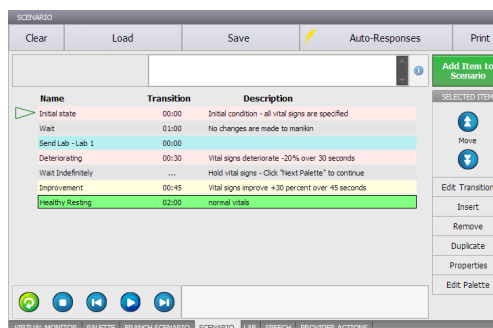 SCENARIO
Clear Load Save Auto-Responses Print
Add Item to
Scenario
SELECTED ITEM
Name Transition Description
Initial state 00:00 Initial condition - all vital signs are specified
Wait 01:00 No changes are made to manikin
Send Lab - Lab 1 00:00
Deteriorating 00:30 Vital signs deteriorate -20% over 30 seconds
Wait Indefinitely ... Hold vital signs - Click "Next Palette" to continue
Improvement 00:45 Vital signs improve +30 percent over 45 seconds
Healthy Resting 02:00 normal vitals
Move
Edit Transition
Insert
Remove
Duplicate
Properties
Edit Palette
VIRTUAL MONITOR PALETTE BRANCH SCENARIO SCENARIO LAB SPEECH PROVIDER ACTIONS